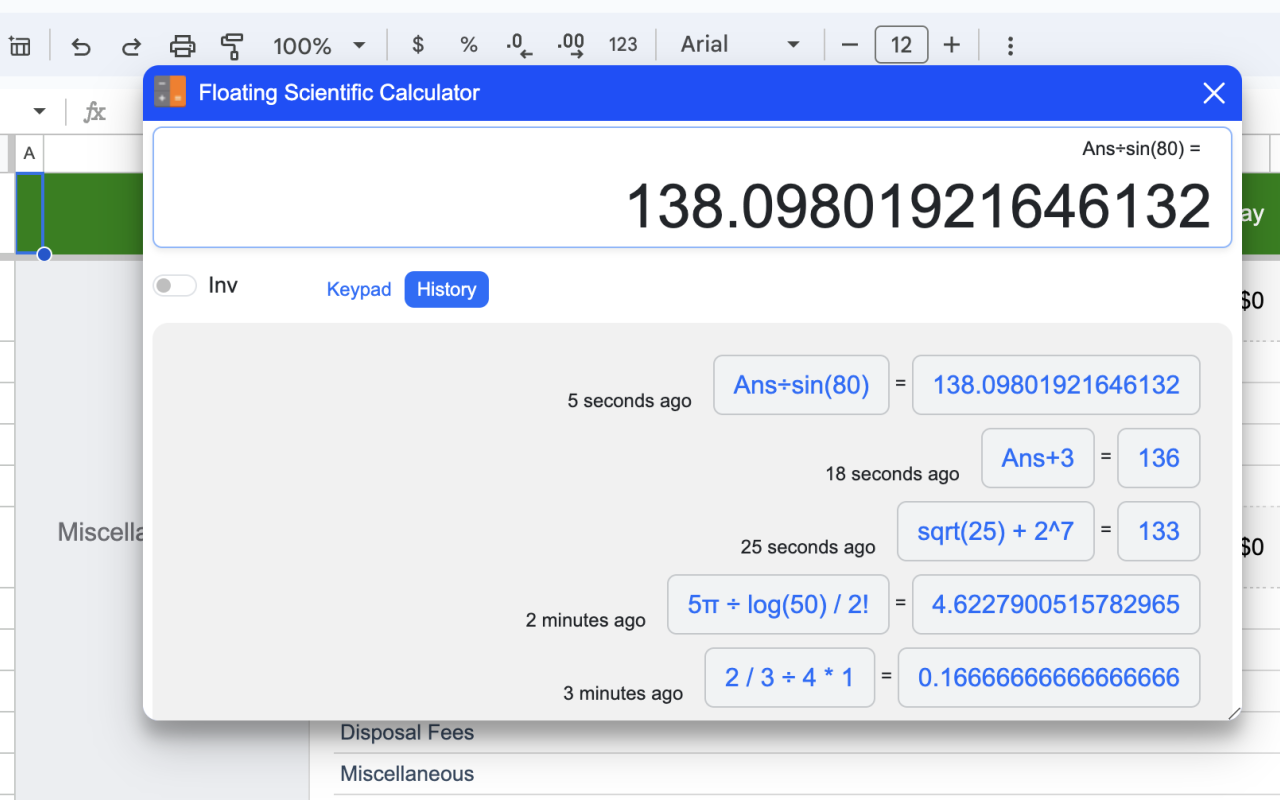 100%
$ % .0 .00 123
Arial
12
fx
Floating Scientific Calculator
Ans÷sin(80) =
138.09801921646132
A
ay
Inv
Keypad
History
$0
5 seconds ago Ans÷sin(80) = 138.09801921646132
18 seconds ago Ans+3 = 136
25 seconds ago sqrt(25) + 2^7 = 133
Miscella
$0
2 minutes ago 5π ÷ log(50) / 2! = 4.6227900515782965
3 minutes ago 2 / 3 ÷ 4 * 1 = 0.16666666666666666
Disposal Fees
Miscellaneous